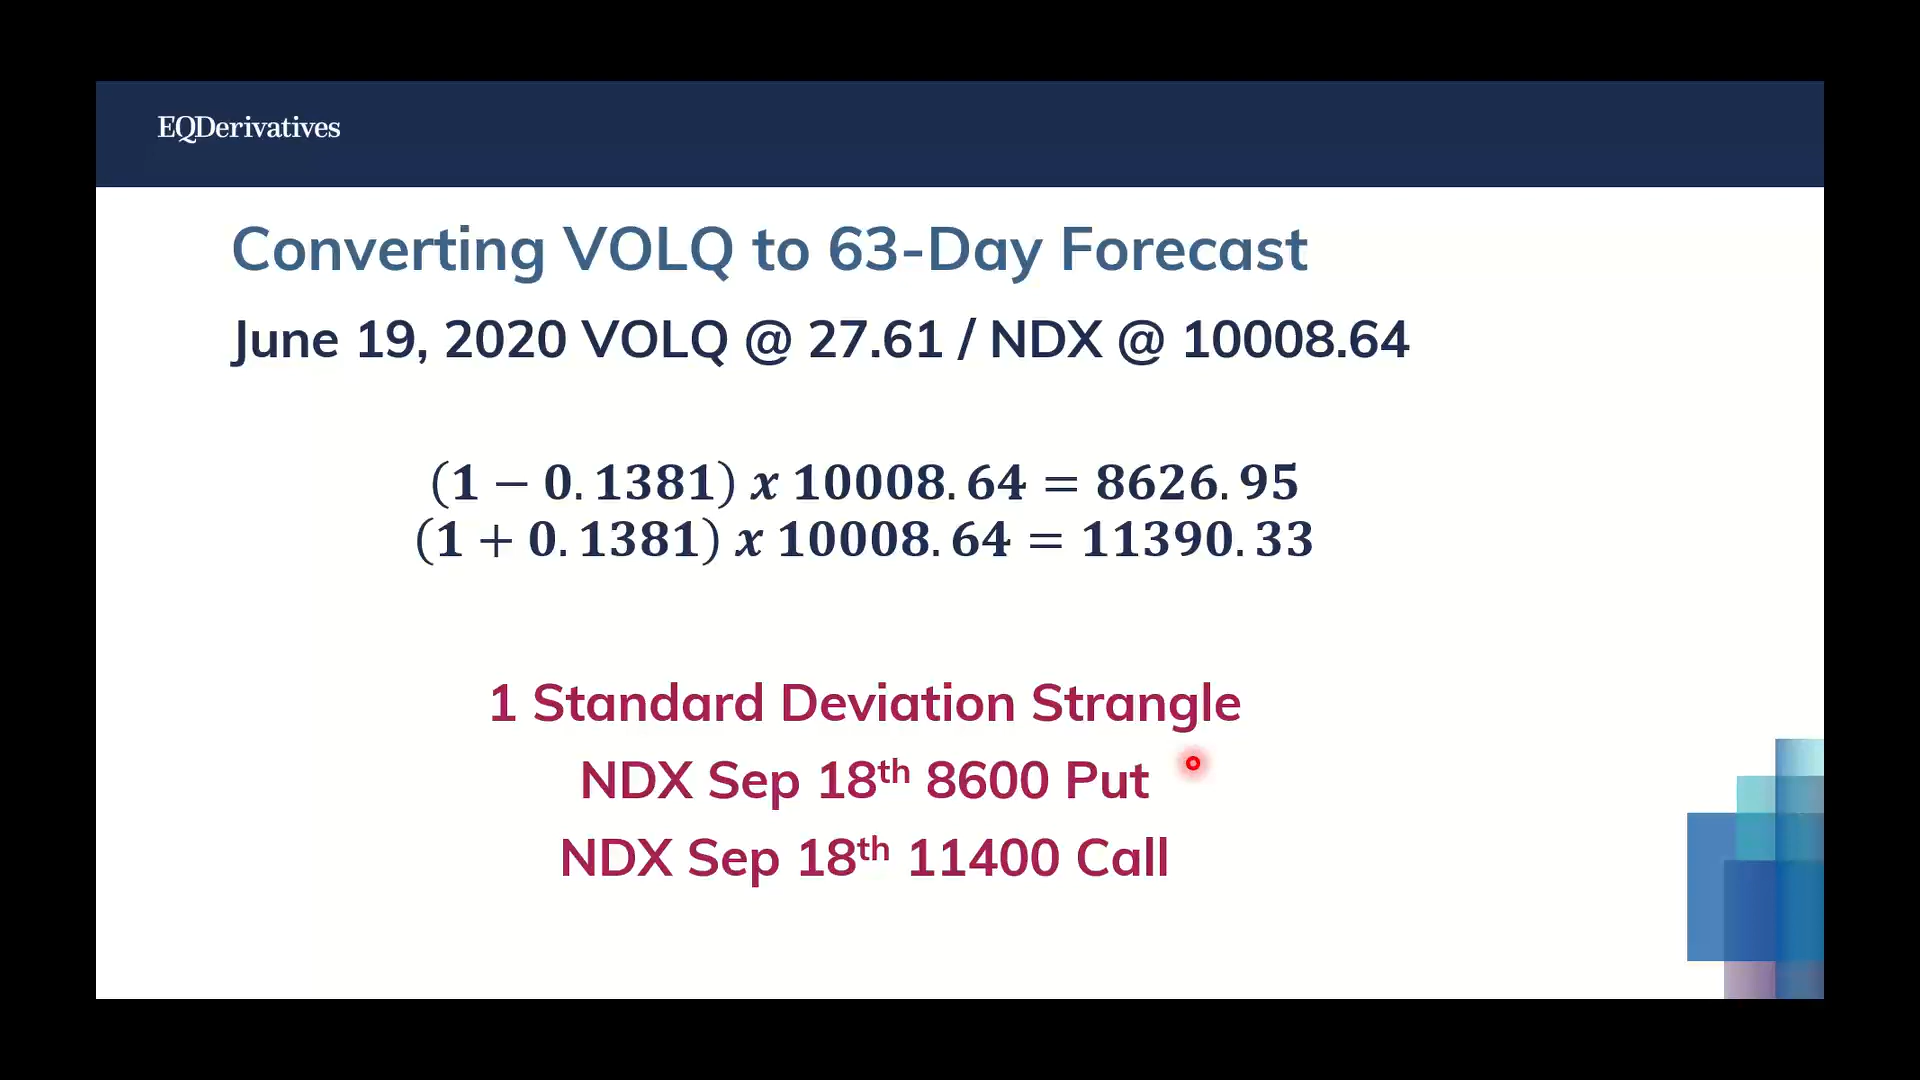 EQDerivatives
Converting VOLQ to 63-Day Forecast
June 19, 2020 VOLQ @ 27.61 / NDX @ 10008.64
(1 − 0.1381) x 10008.64 = 8626.95
(1 + 0.1381) x 10008.64 = 11390.33
1 Standard Deviation Strangle
NDX Sep 18th 8600 Put
NDX Sep 18th 11400 Call